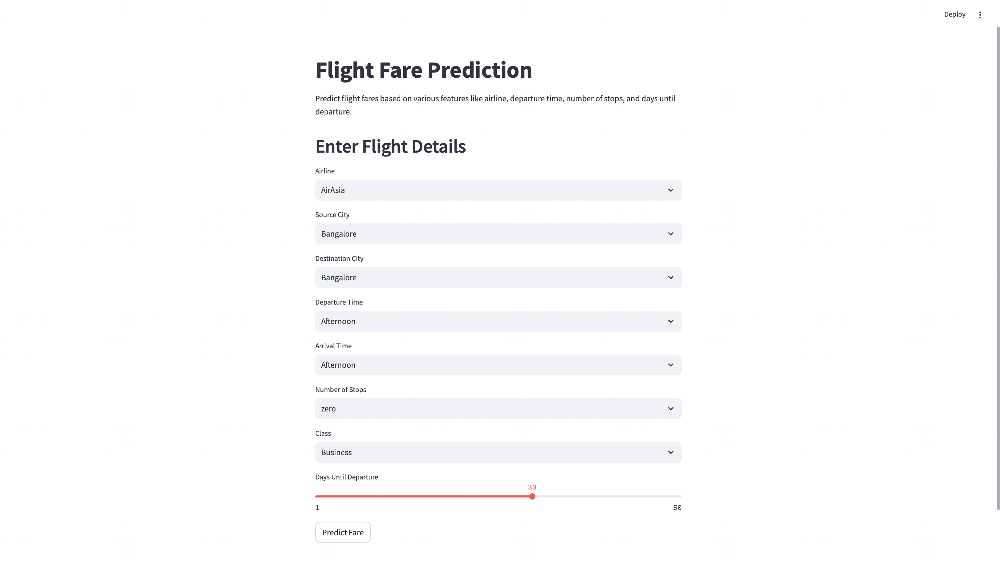 Deploy
Flight Fare Prediction
Predict flight fares based on various features like airline, departure time, number of stops, and days until
departure.
Enter Flight Details
Airline
AirAsia
Source City
Bangalore
Destination City
Bangalore
Departure Time
Afternoon
Arrival Time
Afternoon
Number of Stops
zero
Class
Business
Days Until Departure
30
1 50
Predict Fare